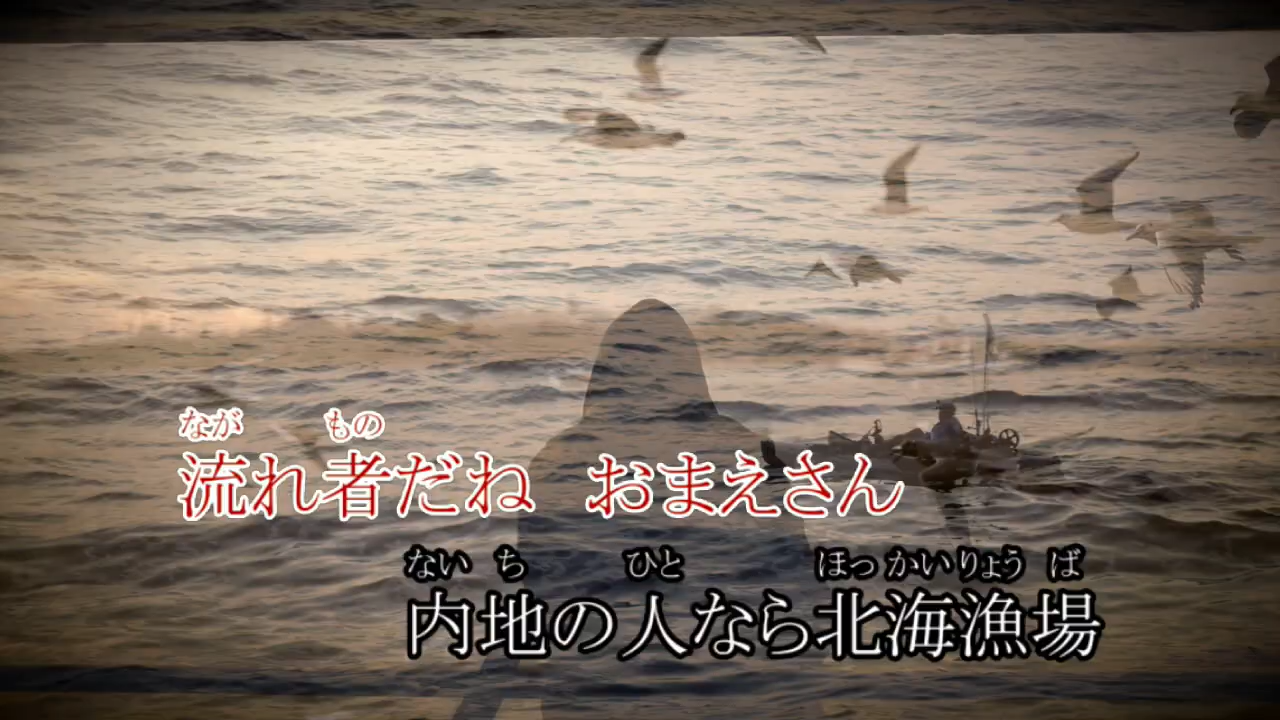 なが もの
流れ者だね おまえさん
ない ち ひと ほっ かい りょう ば
内地の人なら北海漁場